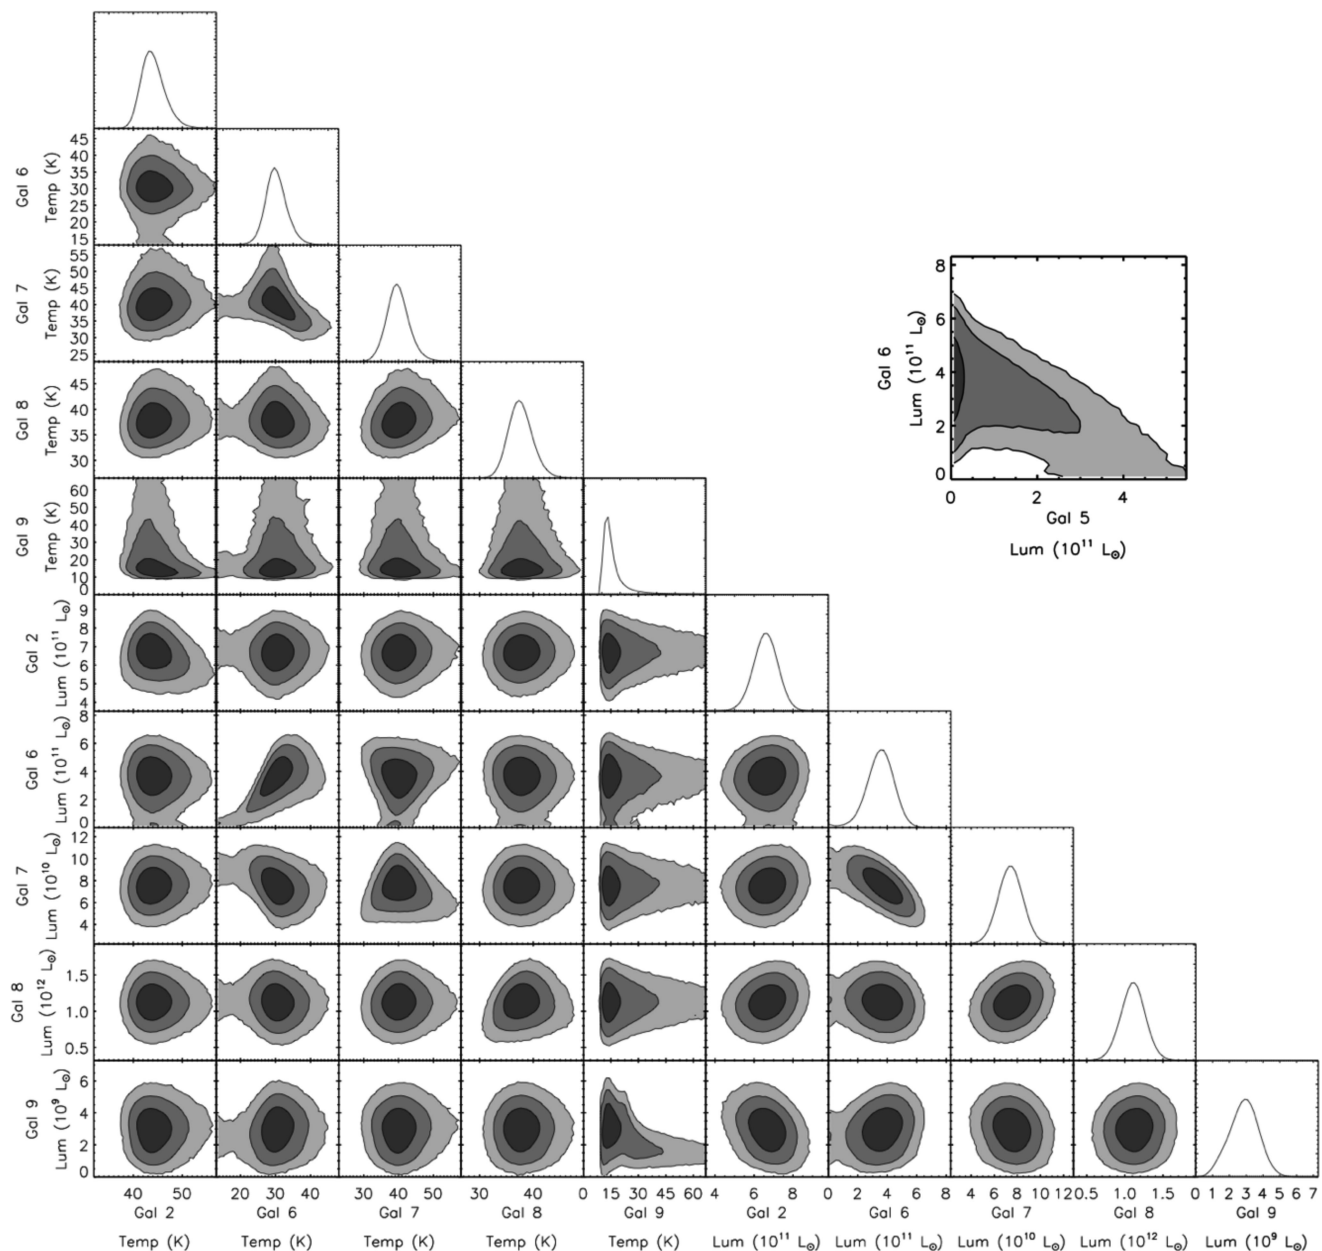 Gal 6
Temp (K)
45
40
35
30
25
20
15
Gal 7
Temp (K)
55
50
45
40
35
30
25
Gal 8
Temp (K)
45
40
35
30
Gal 9
Temp (K)
60
50
40
30
20
10
0
Gal 2
Lum (10¹¹ L⊙)
9
8
7
6
5
4
Gal 6
Lum (10¹¹ L⊙)
8
6
4
2
0
Gal 7
Lum (10¹⁰ L⊙)
12
10
8
6
4
Gal 8
Lum (10¹² L⊙)
1.5
1.0
0.5
Gal 9
Lum (10⁹ L⊙)
6
4
2
0
40 50 20 30 40 30 40 50 30 40 0 15 30 45 60 4 6 8 0 2 4 6 8 4 6 8 10 12 0.5 1.0 1.5 0 1 2 3 4 5 6 7
Gal 2 Gal 6 Gal 7 Gal 8 Gal 9 Gal 2 Gal 6 Gal 7 Gal 8 Gal 9
Temp (K) Temp (K) Temp (K) Temp (K) Temp (K) Lum (10¹¹ L⊙) Lum (10¹¹ L⊙) Lum (10¹⁰ L⊙) Lum (10¹² L⊙) Lum (10⁹ L⊙)
Gal 6
Lum (10¹¹ L⊙)
8
6
4
2
0
0 2 4
Gal 5
Lum (10¹¹ L⊙)